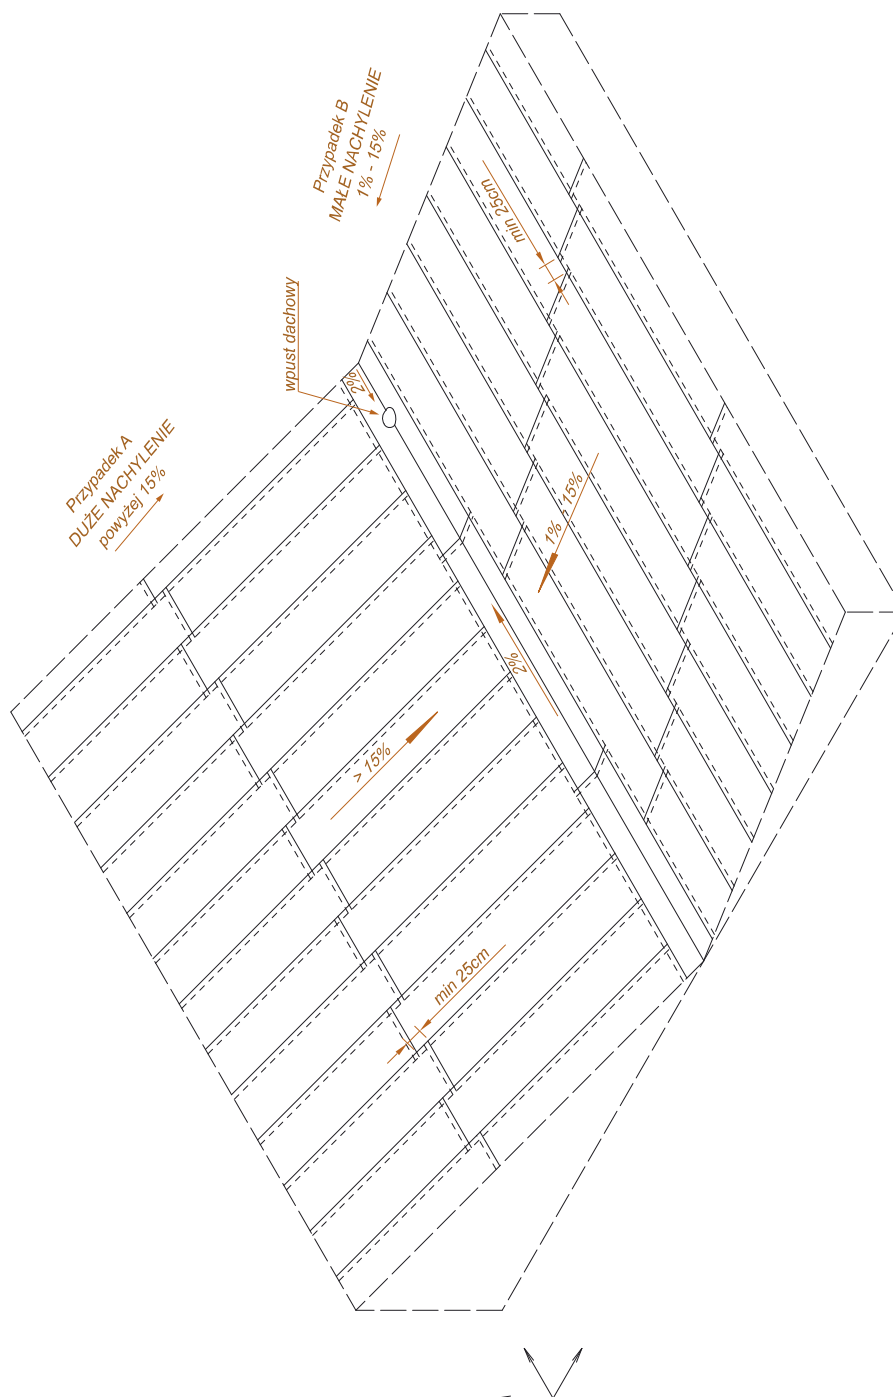 Przypadek B
MAŁE NACHYLENIE
1% - 15%
min 25cm
wpust dachowy
2%
Przypadek A
DUŻE NACHYLENIE
powyżej 15%
1% - 15%
2%
> 15%
min 25cm